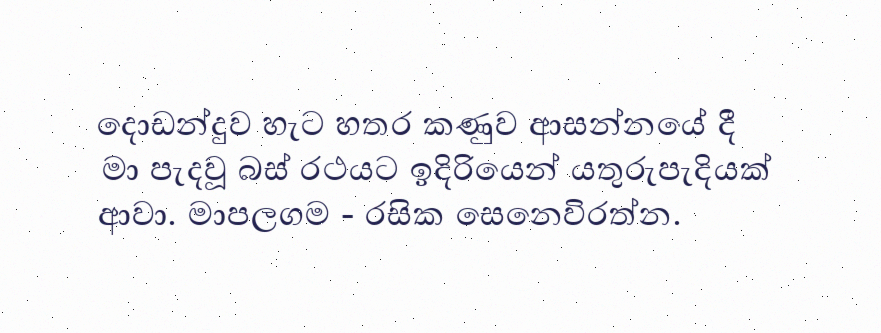 දොඩන්දූව හැට හතර කණුව ආසන්නයේ දී
මා පැදවූ බස් රථයට ඉදිරියෙන් යතුරුපැදියක්
ආවා. මාපලගම - රසික සෙනෙවිරත්න.